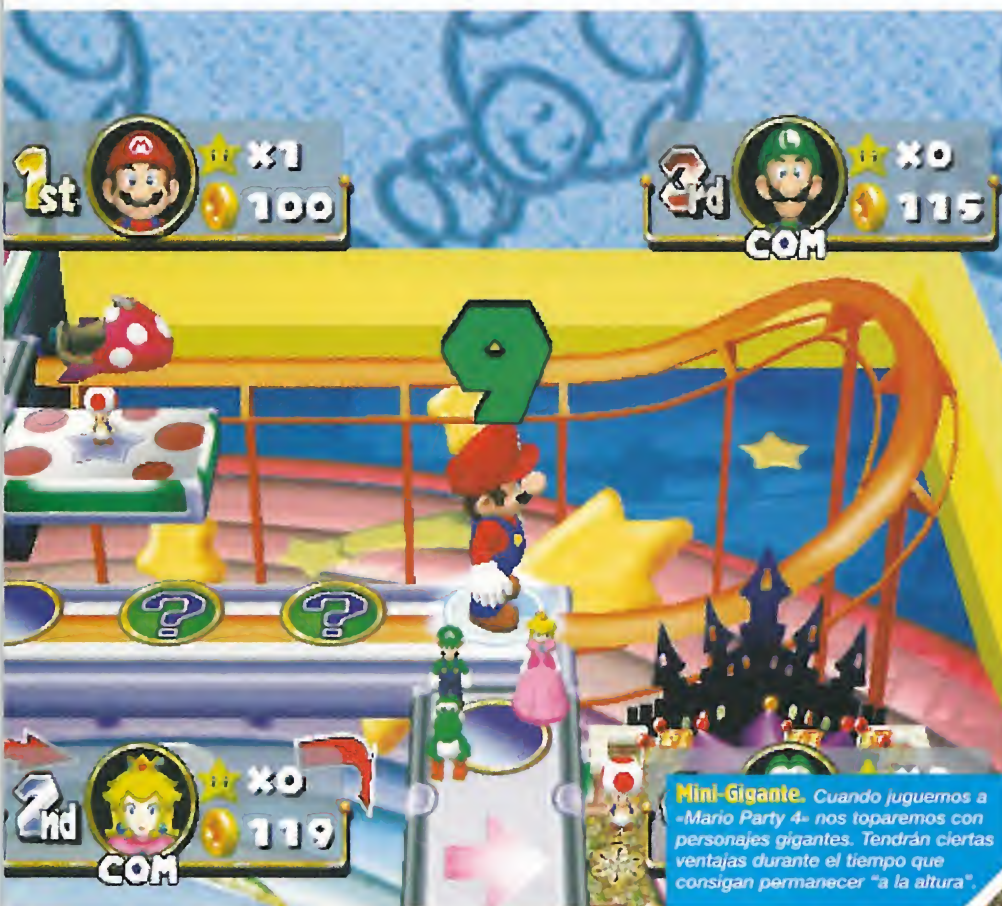 1st
×1
100
3rd
×0
115
COM
9
?
?
2nd
×0
119
COM
Mini-Gigante. Cuando juguemos a
«Mario Party 4» nos toparemos con
personajes gigantes. Tendrán ciertas
ventajas durante el tiempo que
consigan permanecer "a la altura".